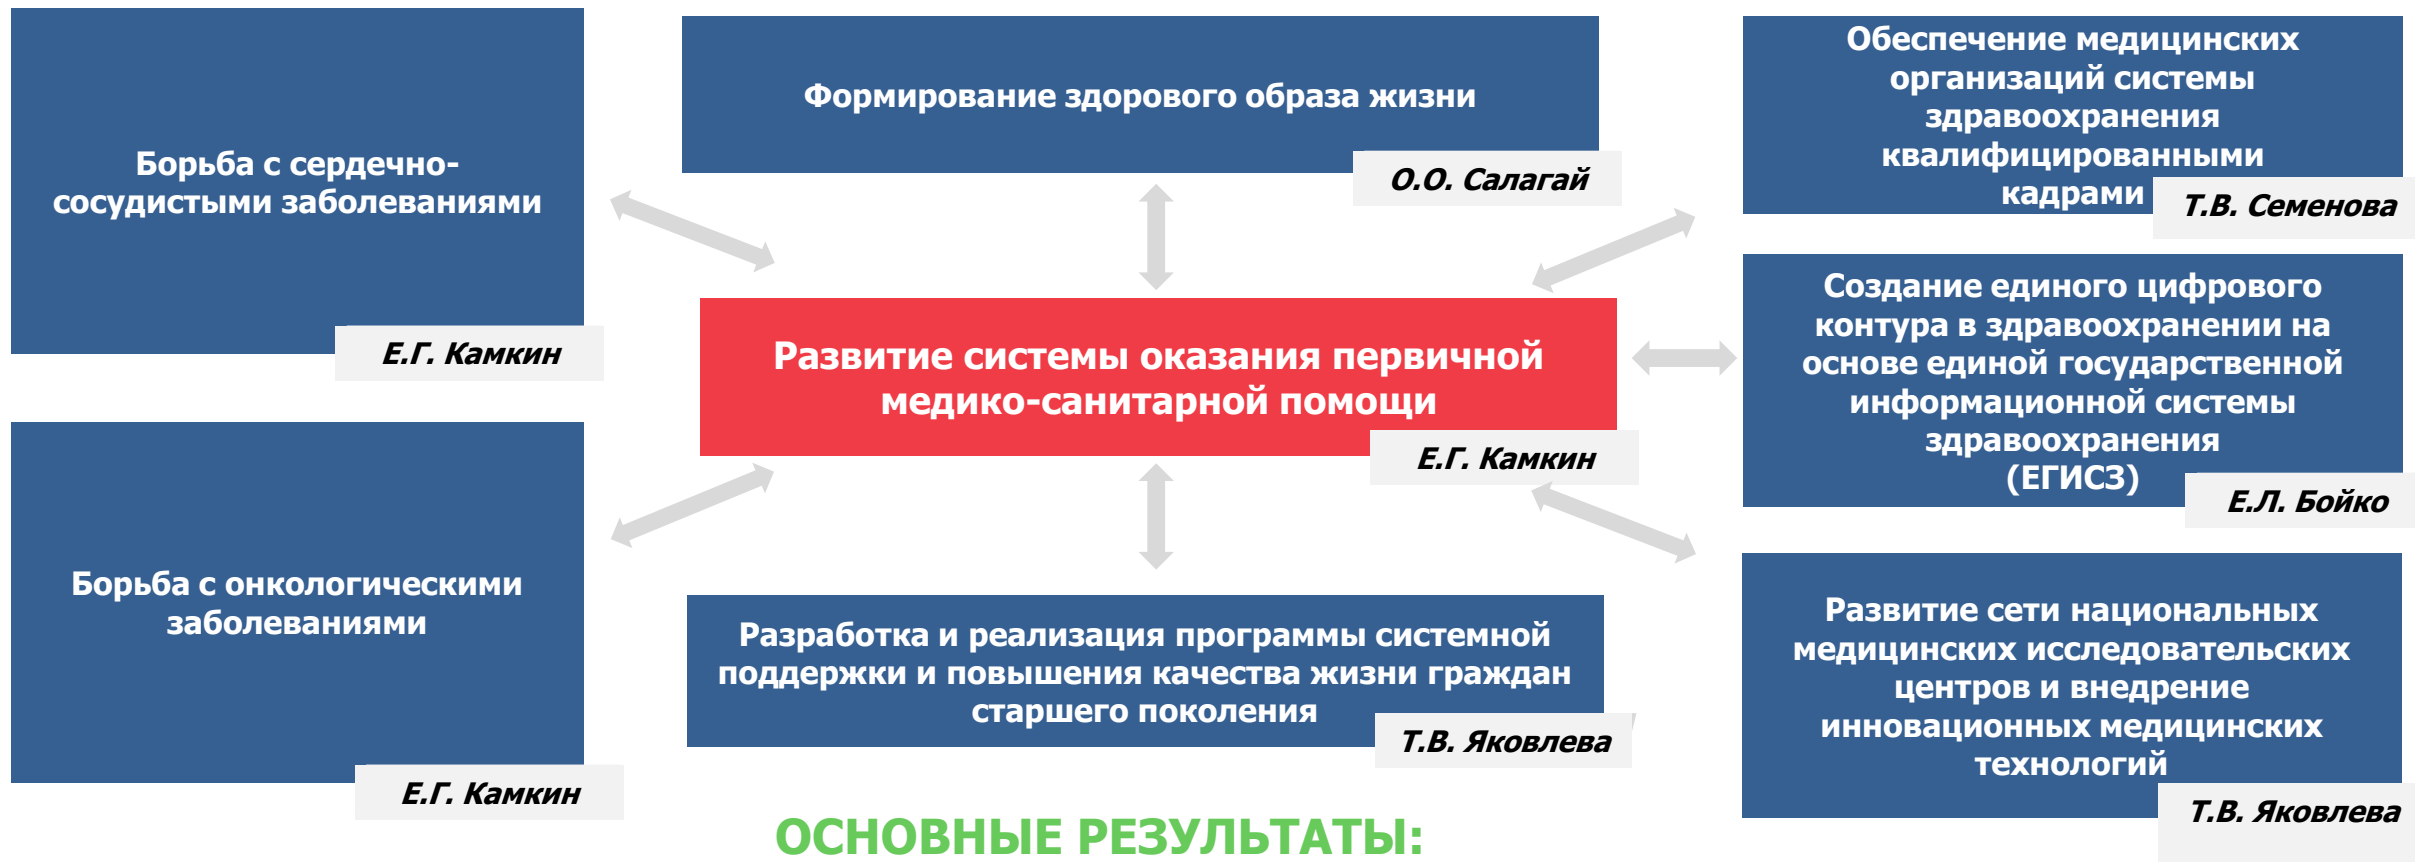 Борьба с сердечно-
сосудистыми заболеваниями
Е.Г. Камкин
Борьба с онкологическими
заболеваниями
Е.Г. Камкин
Формирование здорового образа жизни
О.О. Салагай
Развитие системы оказания первичной
медико-санитарной помощи
Е.Г. Камкин
Разработка и реализация программы системной
поддержки и повышения качества жизни граждан
старшего поколения
Т.В. Яковлева
Обеспечение медицинских
организаций системы
здравоохранения
квалифицированными
кадрами
Т.В. Семенова
Создание единого цифрового
контура в здравоохранении на
основе единой государственной
информационной системы
здравоохранения
(ЕГИСЗ)
Е.Л. Бойко
Развитие сети национальных
медицинских исследовательских
центров и внедрение
инновационных медицинских
технологий
Т.В. Яковлева
ОСНОВНЫЕ РЕЗУЛЬТАТЫ: